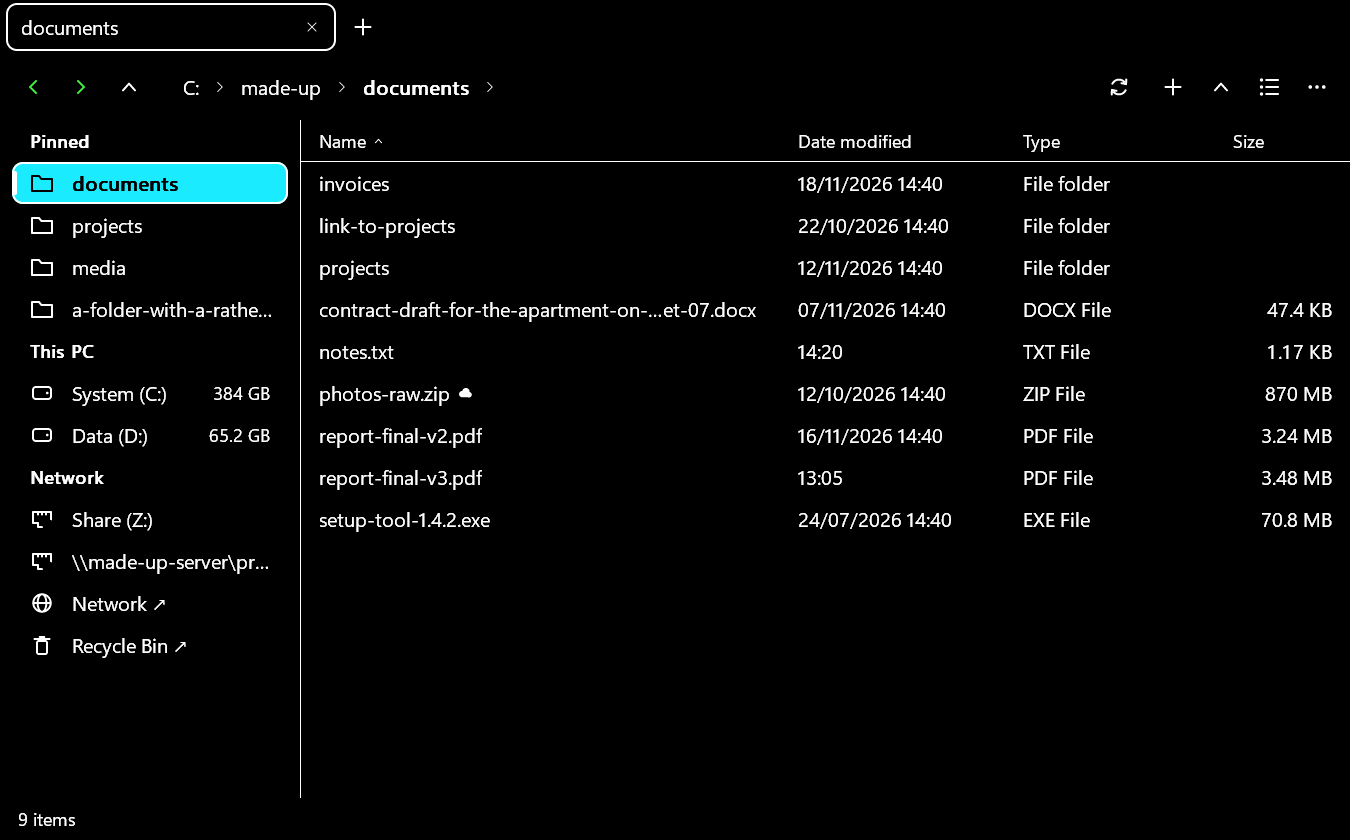 documents
C: made-up documents
Pinned
documents
projects
media
a-folder-with-a-rathe...
This PC
System (C:) 384 GB
Data (D:) 65.2 GB
Network
Share (Z:)
\\made-up-server\pr...
Network ↗
Recycle Bin ↗
Name Date modified Type Size
invoices 18/11/2026 14:40 File folder
link-to-projects 22/10/2026 14:40 File folder
projects 12/11/2026 14:40 File folder
contract-draft-for-the-apartment-on-...et-07.docx 07/11/2026 14:40 DOCX File 47.4 KB
notes.txt 14:20 TXT File 1.17 KB
photos-raw.zip 12/10/2026 14:40 ZIP File 870 MB
report-final-v2.pdf 16/11/2026 14:40 PDF File 3.24 MB
report-final-v3.pdf 13:05 PDF File 3.48 MB
setup-tool-1.4.2.exe 24/07/2026 14:40 EXE File 70.8 MB
9 items